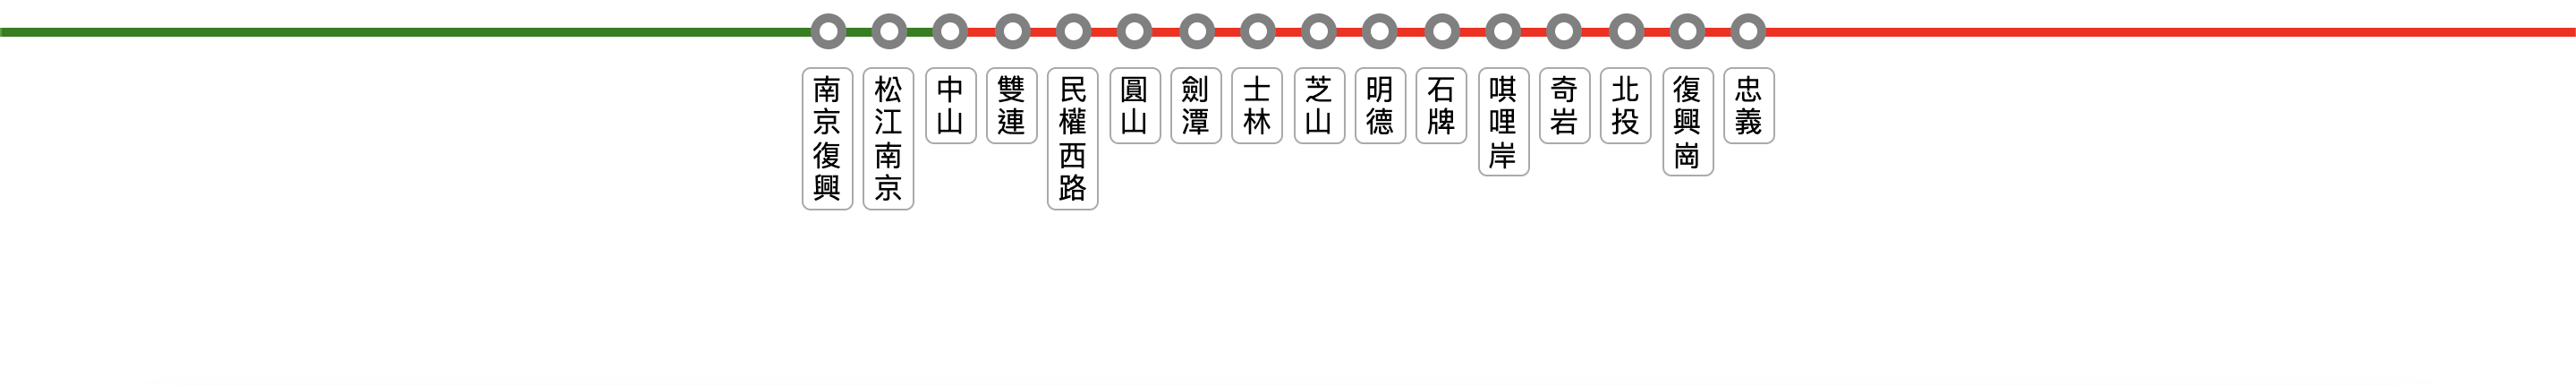 南京復興
松江南京
中山
雙連
民權西路
圓山
劍潭
士林
芝山
明德
石牌
唭哩岸
奇岩
北投
復興崗
忠義